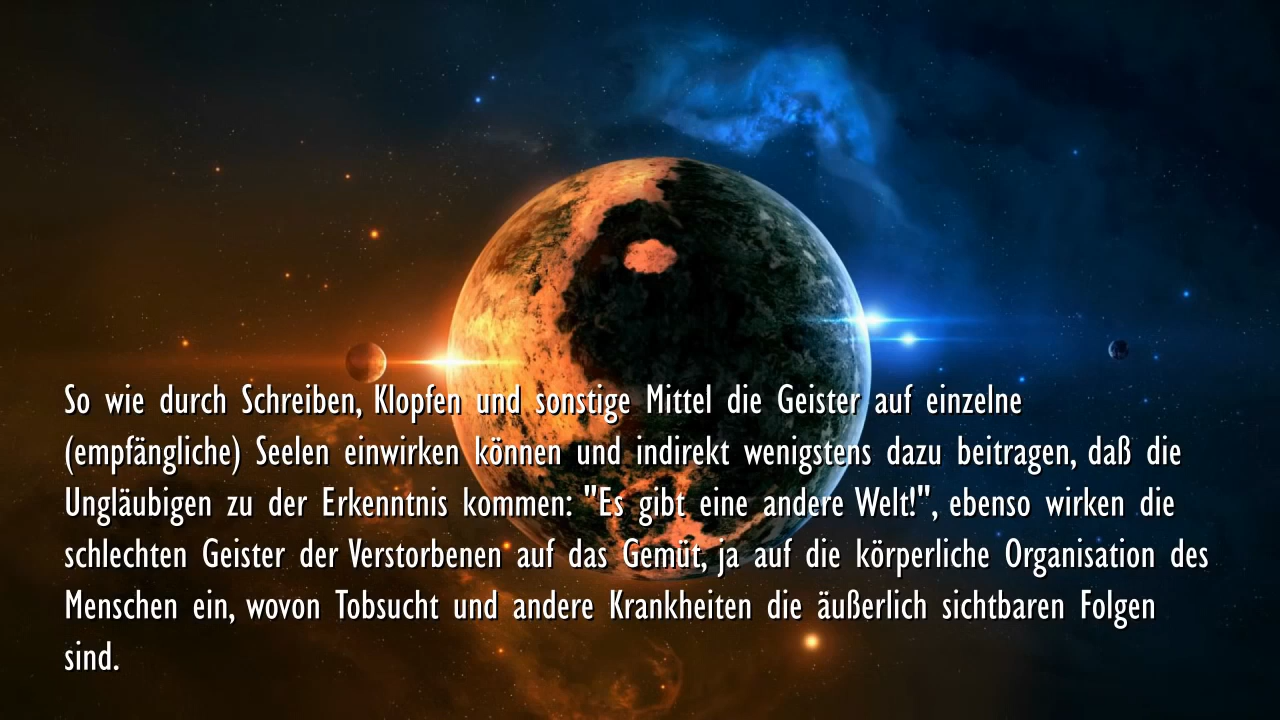 So wie durch Schreiben, Klopfen und sonstige Mittel die Geister auf einzelne
(empfängliche) Seelen einwirken können und indirekt wenigstens dazu beitragen, daß die
Ungläubigen zu der Erkenntnis kommen: "Es gibt eine andere Welt!", ebenso wirken die
schlechten Geister der Verstorbenen auf das Gemüt, ja auf die körperliche Organisation des
Menschen ein, wovon Tobsucht und andere Krankheiten die äußerlich sichtbaren Folgen
sind.